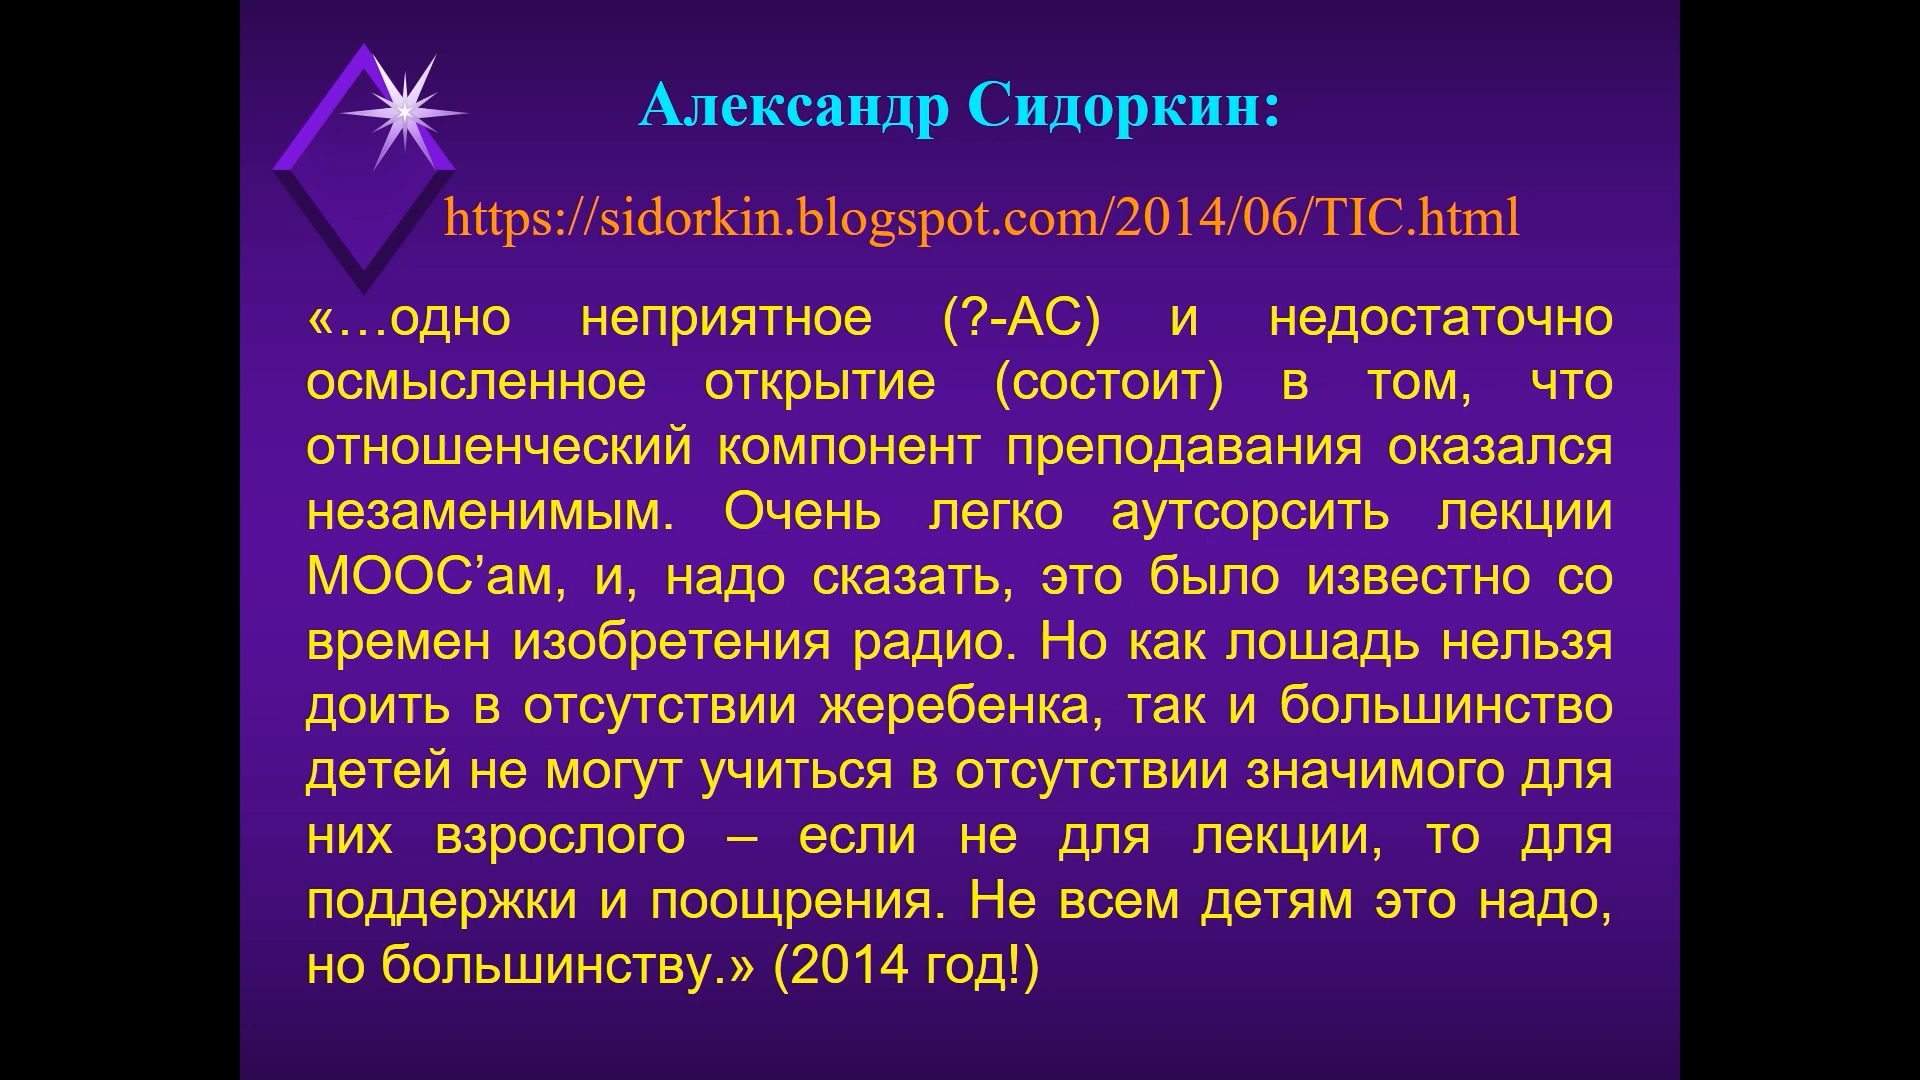 Александр Сидоркин:
https://sidorkin.blogspot.com/2014/06/TIC.html
«…одно неприятное (?-АС) и недостаточно
осмысленное открытие (состоит) в том, что
отношенческий компонент преподавания оказался
незаменимым. Очень легко аутсорсить лекции
МООС’ам, и, надо сказать, это было известно со
времен изобретения радио. Но как лошадь нельзя
доить в отсутствии жеребенка, так и большинство
детей не могут учиться в отсутствии значимого для
них взрослого – если не для лекции, то для
поддержки и поощрения. Не всем детям это надо,
но большинству.» (2014 год!)